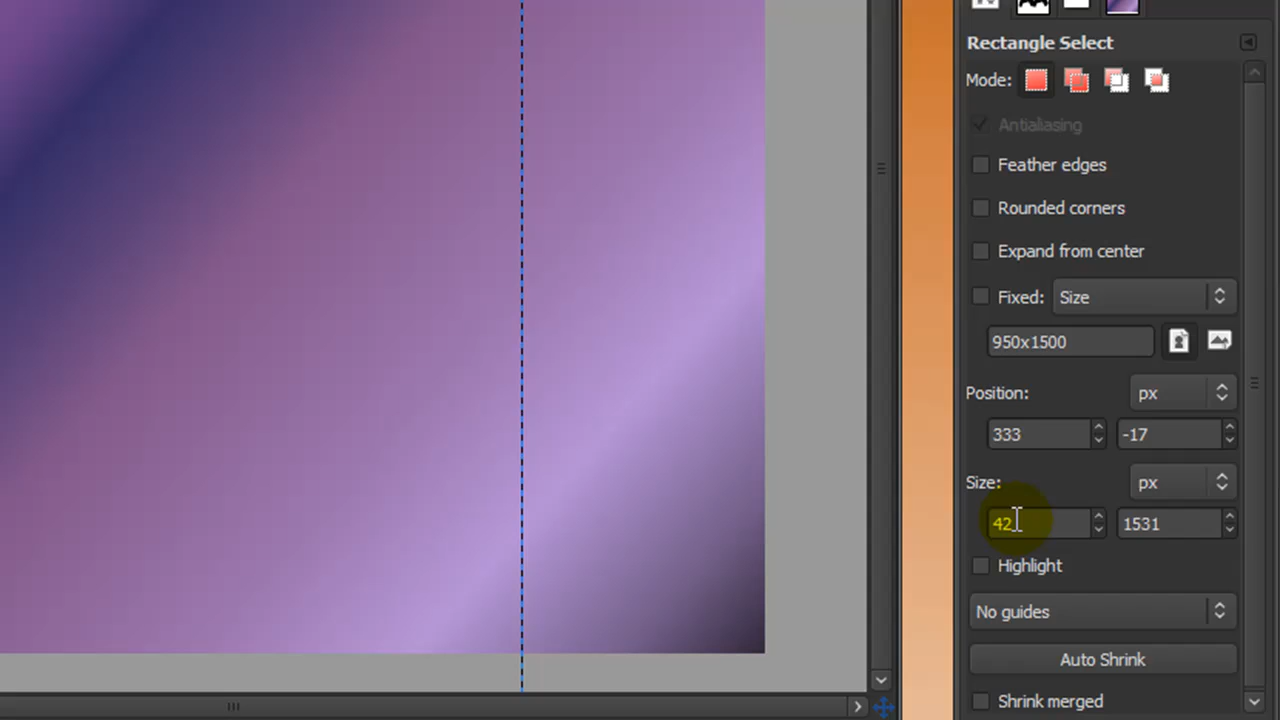 Rectangle Select
Mode:
Antialiasing
Feather edges
Rounded corners
Expand from center
Fixed: Size
950x1500
Position: px
333 -17
Size: px
42 1531
Highlight
No guides
Auto Shrink
Shrink merged